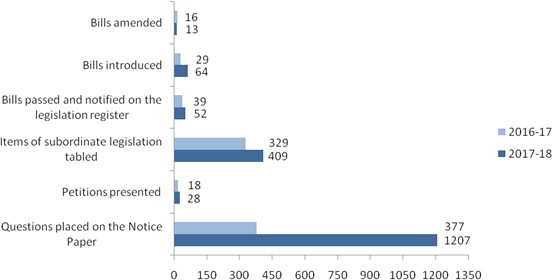 Bills amended
16
13
Bills introduced
29
64
Bills passed and notified on the
legislation register
39
52
Items of subordinate legislation
tabled
329
409
Petitions presented
18
28
Questions placed on the Notice
Paper
377
1207
2016-17
2017-18
0 150 300 450 600 750 900 1050 1200 1350